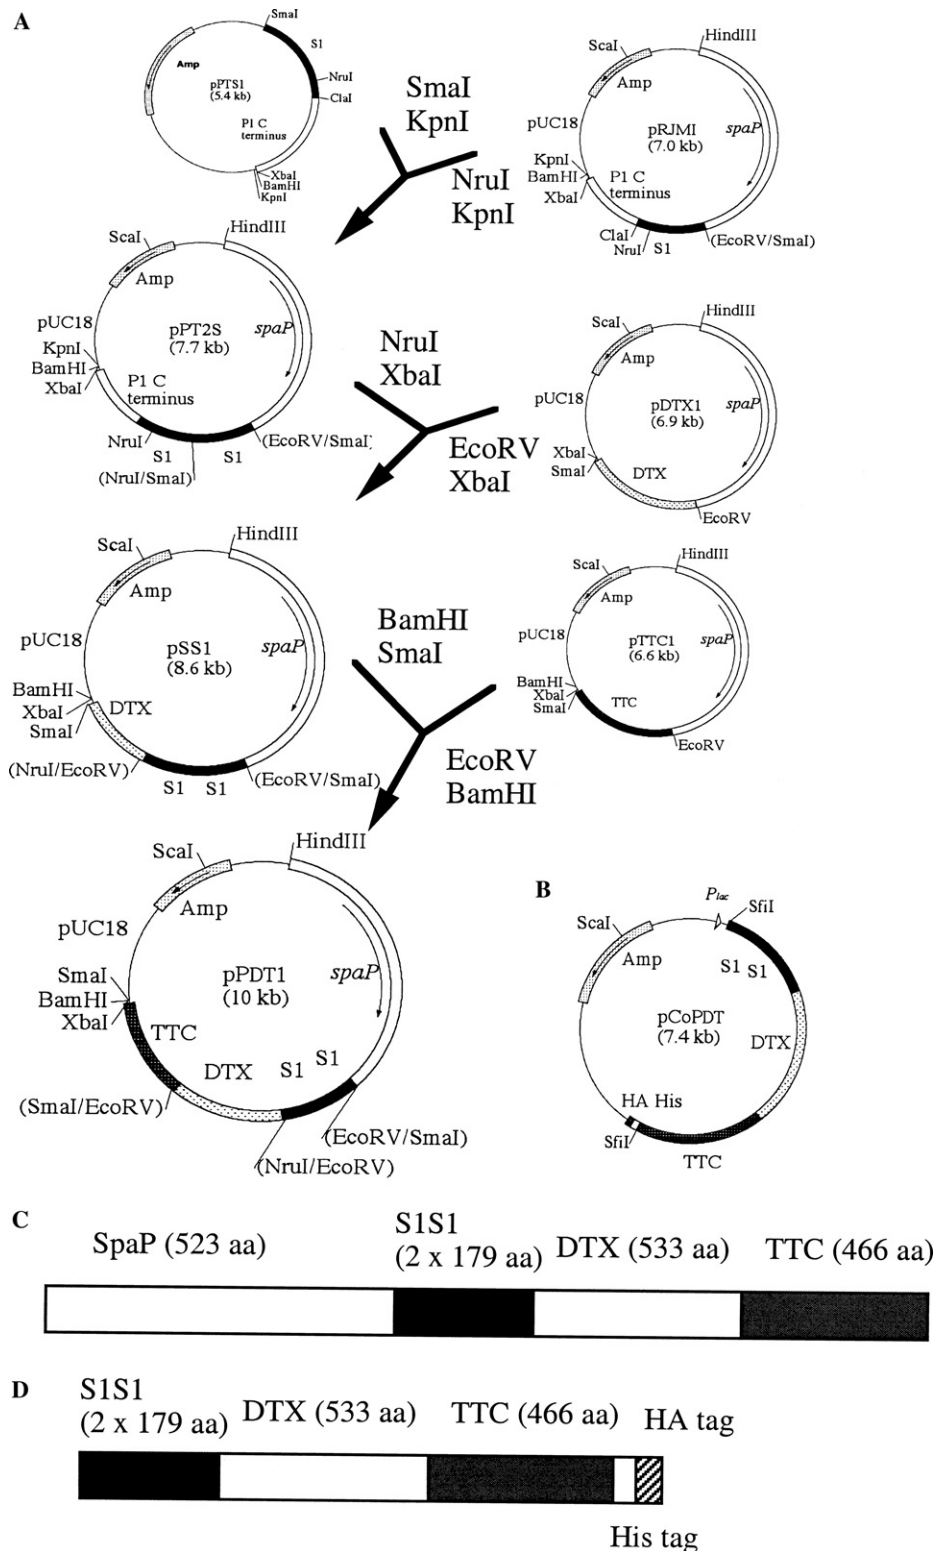 A
SmaI
S1
Amp
NruI
pPTS1
(5.4 kb)
ClaI
P1 C
terminus
XbaI
BamHI
KpnI
SmaI
KpnI
NruI
KpnI
HindIII
ScaI
Amp
pUC18
pRJMI
(7.0 kb)
spaP
KpnI
BamHI
XbaI
P1 C
terminus
ClaI
NruI
S1
(EcoRV/SmaI)
HindIII
ScaI
Amp
pUC18
pPT2S
(7.7 kb)
spaP
KpnI
BamHI
XbaI
P1 C
terminus
NruI
S1
S1
(EcoRV/SmaI)
(NruI/SmaI)
NruI
XbaI
EcoRV
XbaI
HindIII
ScaI
Amp
pUC18
pDTX1
(6.9 kb)
spaP
XbaI
SmaI
DTX
EcoRV
HindIII
ScaI
Amp
pUC18
pSS1
(8.6 kb)
spaP
BamHI
XbaI
SmaI
DTX
(NruI/EcoRV)
S1
S1
(EcoRV/SmaI)
BamHI
SmaI
EcoRV
BamHI
HindIII
ScaI
Amp
pUC18
pTTC1
(6.6 kb)
spaP
BamHI
XbaI
SmaI
TTC
EcoRV
HindIII
ScaI
Amp
pUC18
pPDT1
(10 kb)
spaP
SmaI
BamHI
XbaI
TTC
DTX
S1
S1
(SmaI/EcoRV)
(EcoRV/SmaI)
(NruI/EcoRV)
B
Plac
SfiI
ScaI
Amp
S1
S1
pCoPDT
(7.4 kb)
DTX
HA His
SfiI
TTC
C
SpaP (523 aa)
S1S1
(2 x 179 aa)
DTX (533 aa)
TTC (466 aa)
D
S1S1
(2 x 179 aa)
DTX (533 aa)
TTC (466 aa)
HA tag
His tag